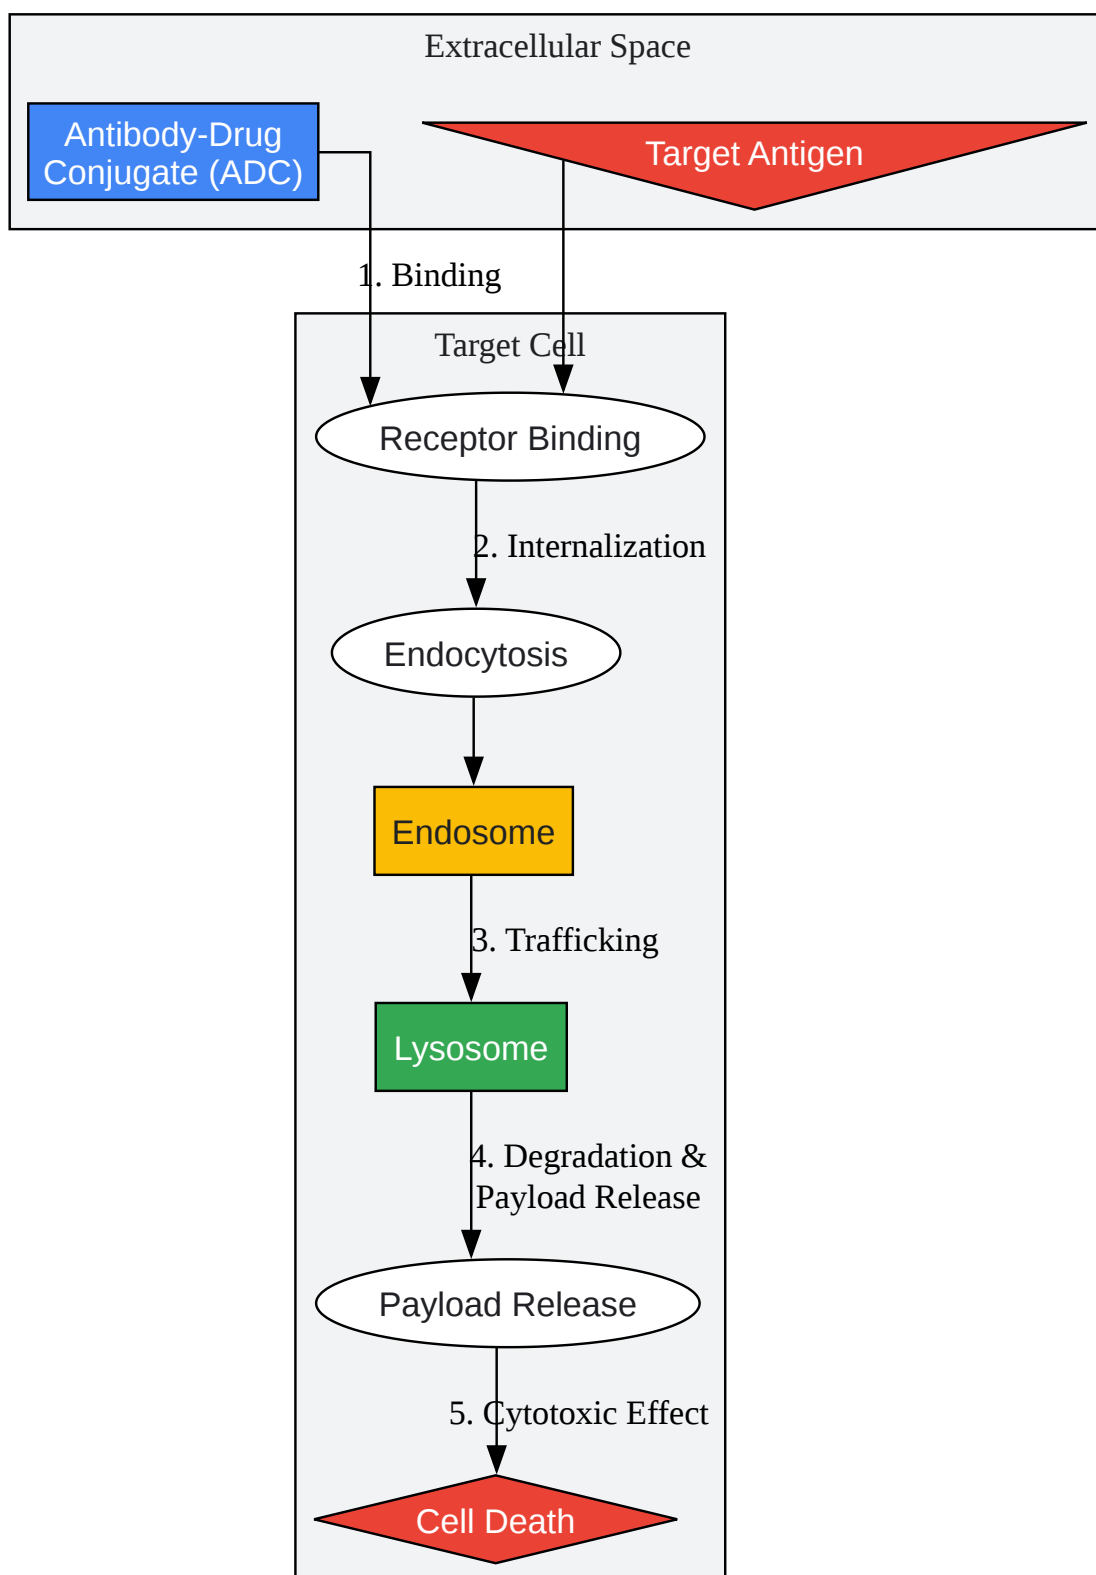 Extracellular Space
Antibody-Drug
Conjugate (ADC)
Target Antigen
1. Binding
Target Cell
Receptor Binding
2. Internalization
Endocytosis
Endosome
3. Trafficking
Lysosome
4. Degradation &
Payload Release
Payload Release
5. Cytotoxic Effect
Cell Death